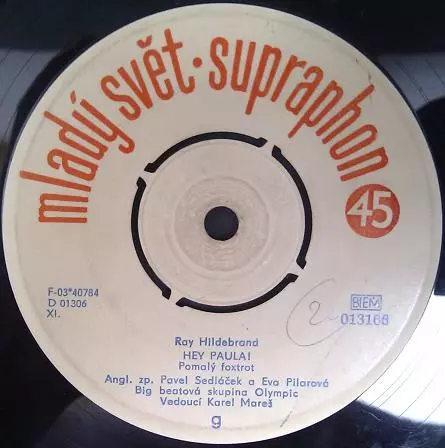 mladý svět · supraphon
45
F-03*40784
D 01306
XI.
2
BIEM
013168
Ray Hildebrand
HEY PAULA!
Pomalý foxtrot
Angl. zp. Pavel Sedláček a Eva Pilarová
Big beatová skupina Olympic
Vedoucí Karel Mareš
g